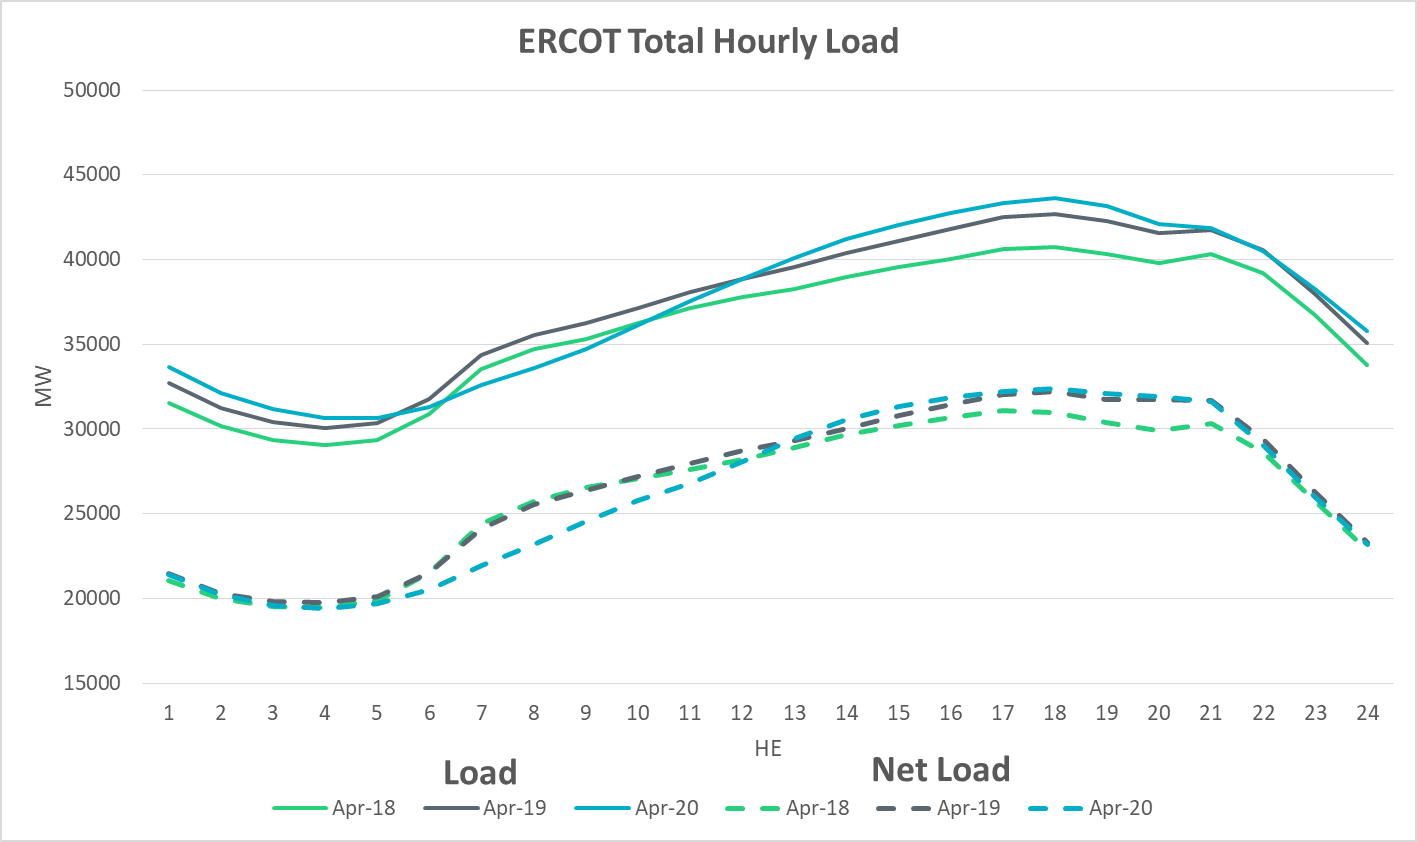 ERCOT Total Hourly Load
50000
45000
40000
35000
30000
25000
20000
15000
MW
1 2 3 4 5 6 7 8 9 10 11 12 13 14 15 16 17 18 19 20 21 22 23 24
HE
Load Net Load
Apr-18 Apr-19 Apr-20 Apr-18 Apr-19 Apr-20